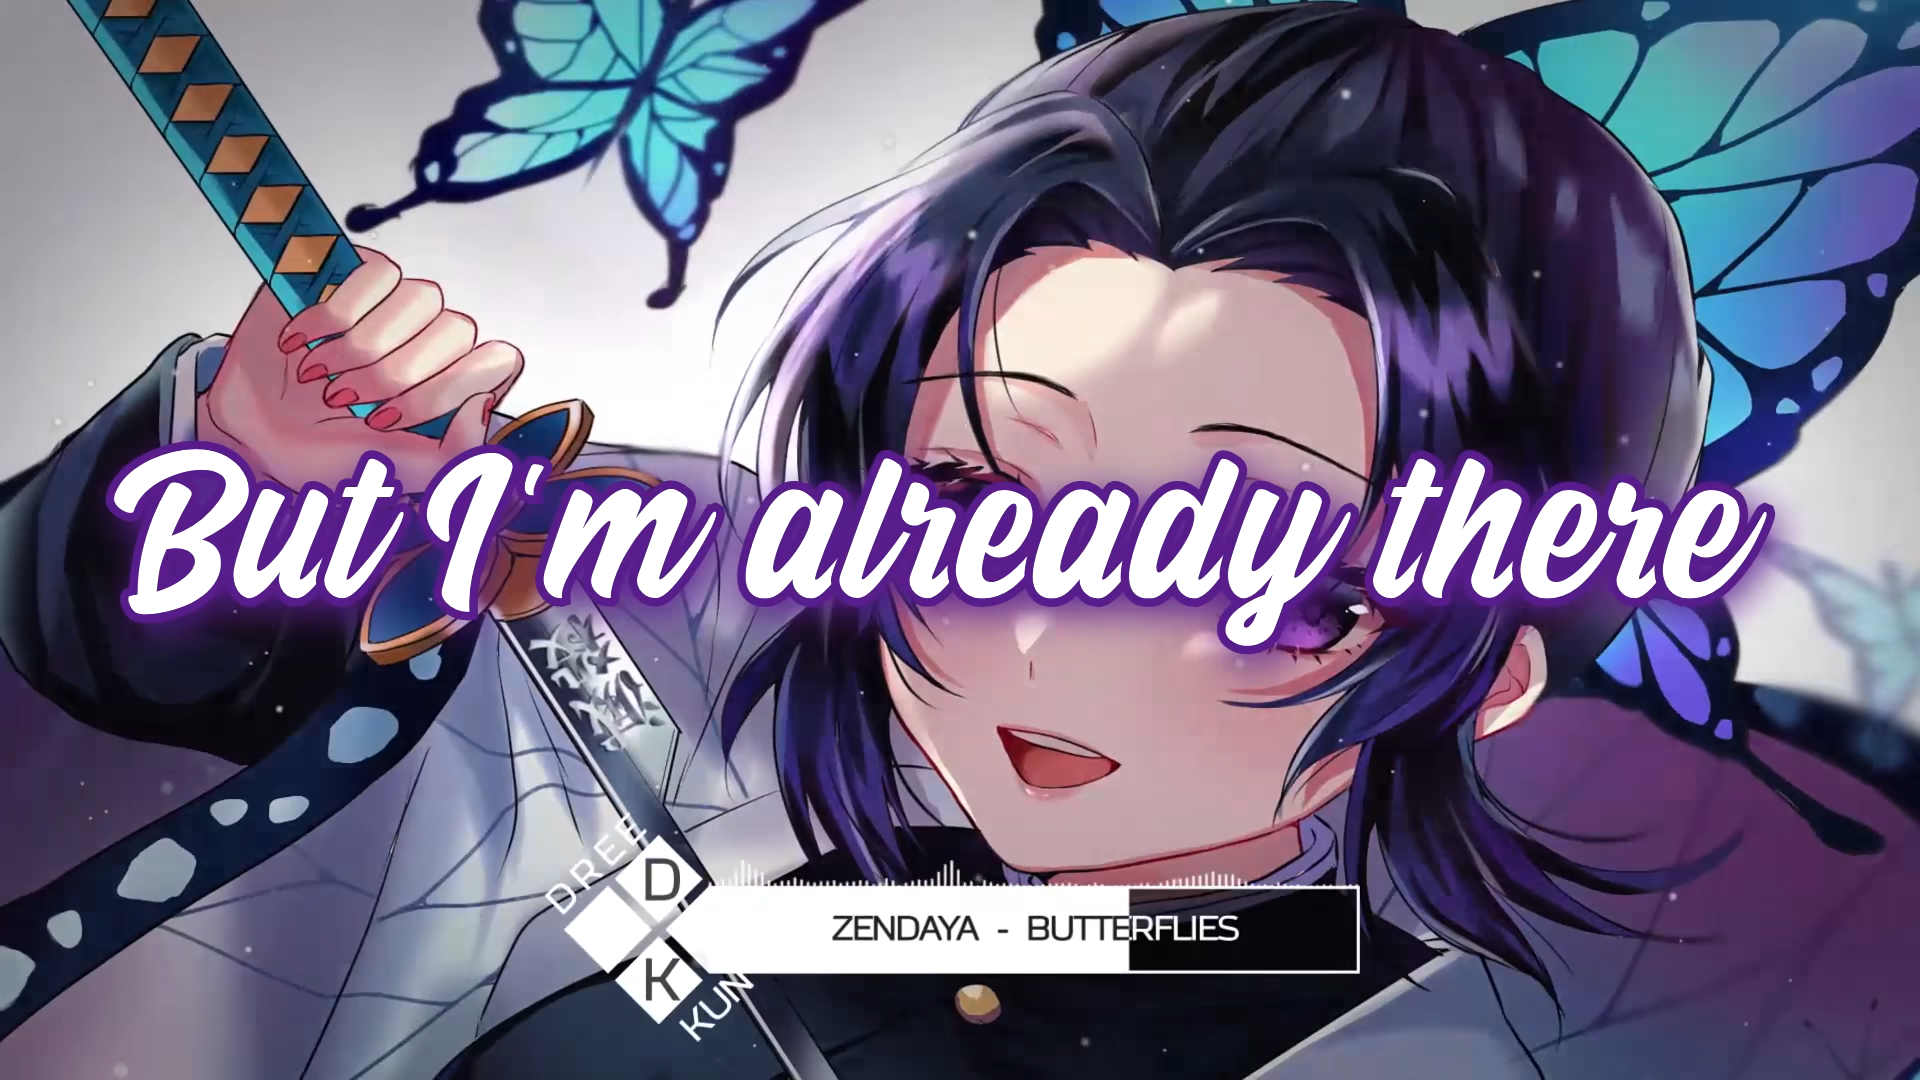 But I'm already there
DREE
D
K
KUN
ZENDAYA - BUTTERFLIES